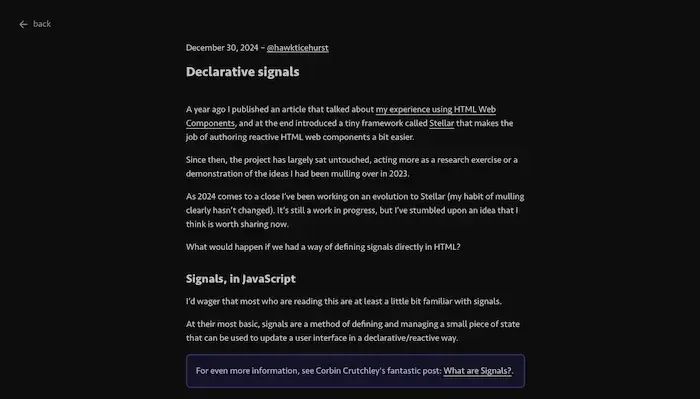 ← back
December 30, 2024 – @hawkticehurst
Declarative signals
A year ago I published an article that talked about my experience using HTML Web
Components, and at the end introduced a tiny framework called Stellar that makes the
job of authoring reactive HTML web components a bit easier.
Since then, the project has largely sat untouched, acting more as a research exercise or a
demonstration of the ideas I had been mulling over in 2023.
As 2024 comes to a close I've been working on an evolution to Stellar (my habit of mulling
clearly hasn't changed). It's still a work in progress, but I've stumbled upon an idea that I
think is worth sharing now.
What would happen if we had a way of defining signals directly in HTML?
Signals, in JavaScript
I'd wager that most who are reading this are at least a little bit familiar with signals.
At their most basic, signals are a method of defining and managing a small piece of state
that can be used to update a user interface in a declarative/reactive way.
For even more information, see Corbin Crutchley's fantastic post: What are Signals?.